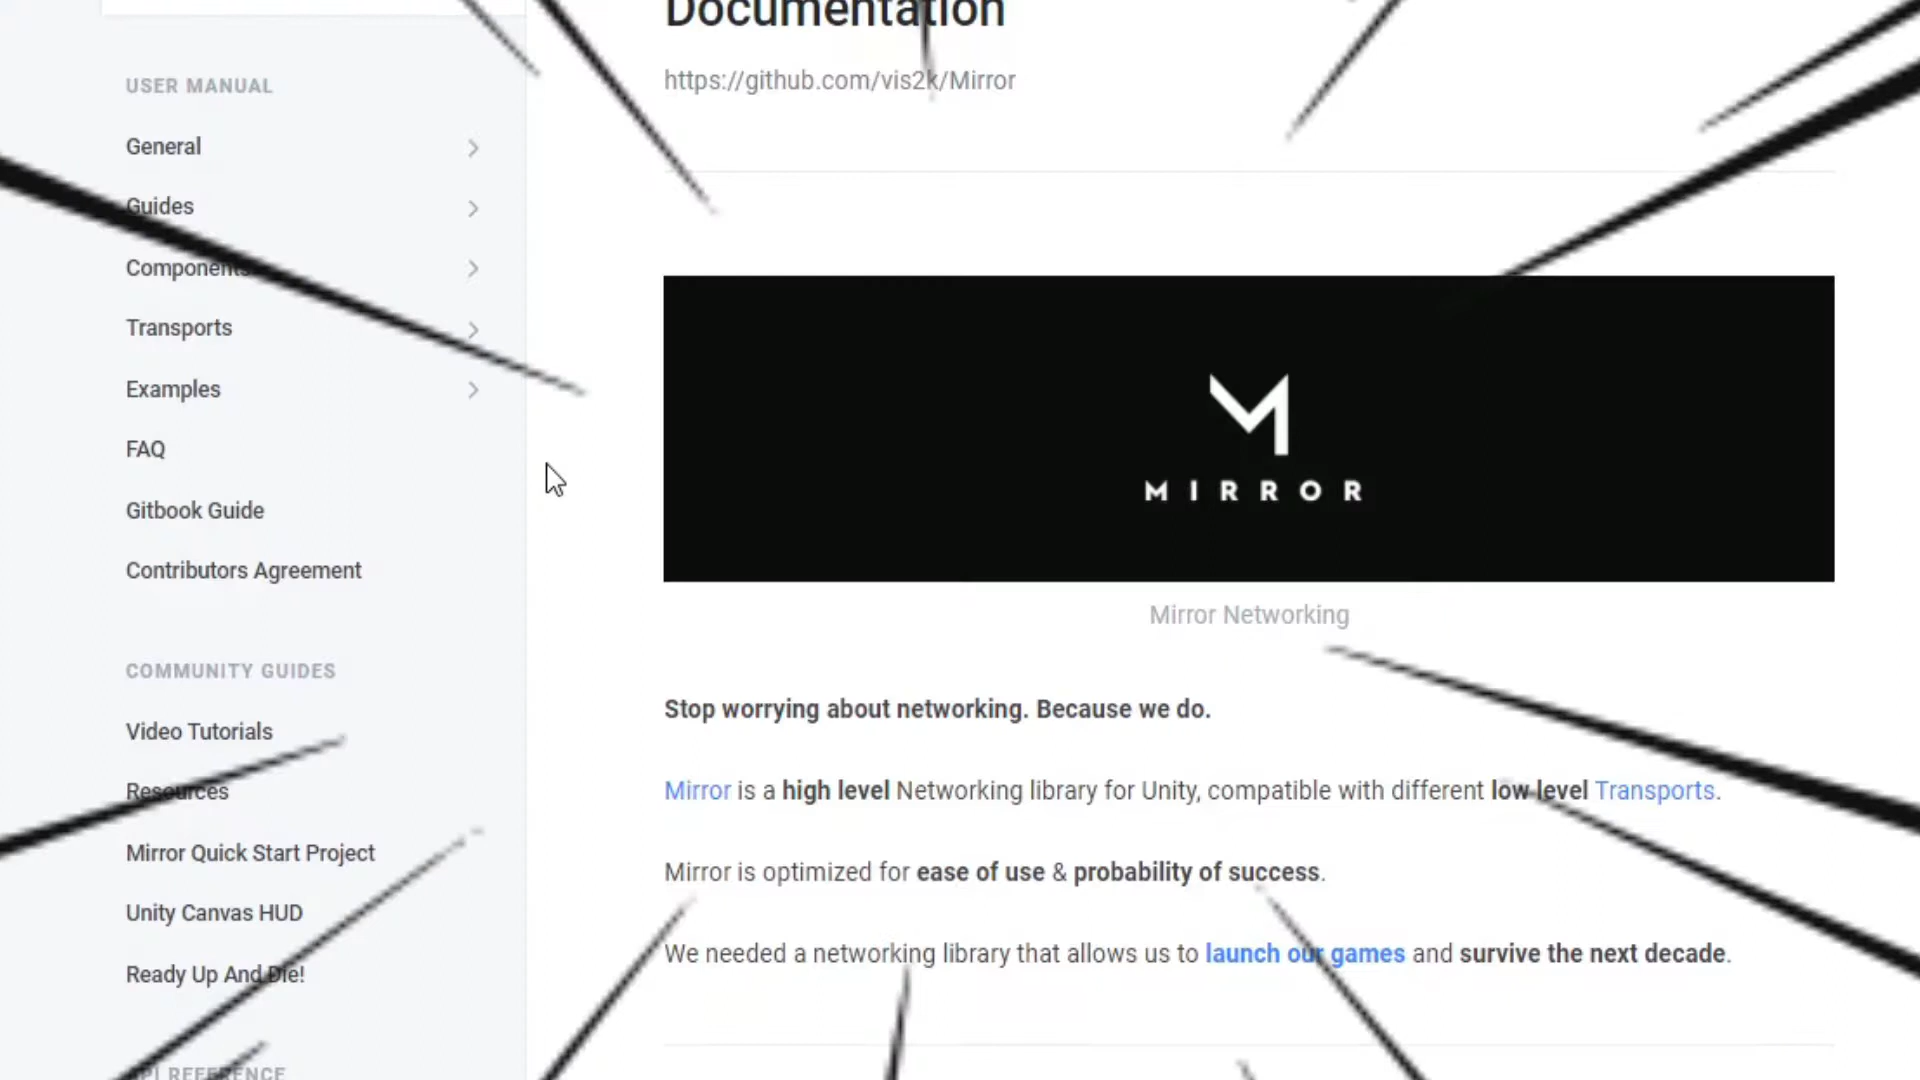 Documentation
https://github.com/vis2k/Mirror
USER MANUAL
General
Guides
Components
Transports
Examples
FAQ
Gitbook Guide
Contributors Agreement
COMMUNITY GUIDES
Video Tutorials
Resources
Mirror Quick Start Project
Unity Canvas HUD
Ready Up And Die!
API REFERENCE
MIRROR
Mirror Networking
Stop worrying about networking. Because we do.
Mirror is a high level Networking library for Unity, compatible with different low level Transports.
Mirror is optimized for ease of use & probability of success.
We needed a networking library that allows us to launch our games and survive the next decade.